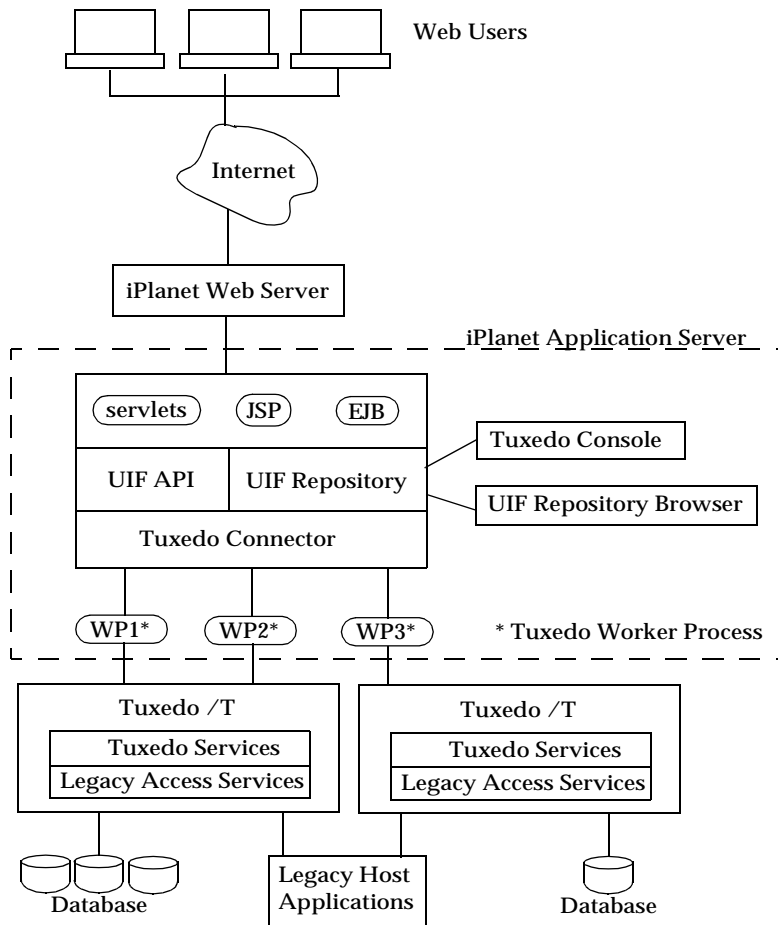 Web Users
Internet
iPlanet Web Server
iPlanet Application Server
servlets
JSP
EJB
Tuxedo Console
UIF API
UIF Repository
UIF Repository Browser
Tuxedo Connector
WP1*
WP2*
WP3*
* Tuxedo Worker Process
Tuxedo /T
Tuxedo Services
Legacy Access Services
Tuxedo /T
Tuxedo Services
Legacy Access Services
Database
Legacy Host
Applications
Database